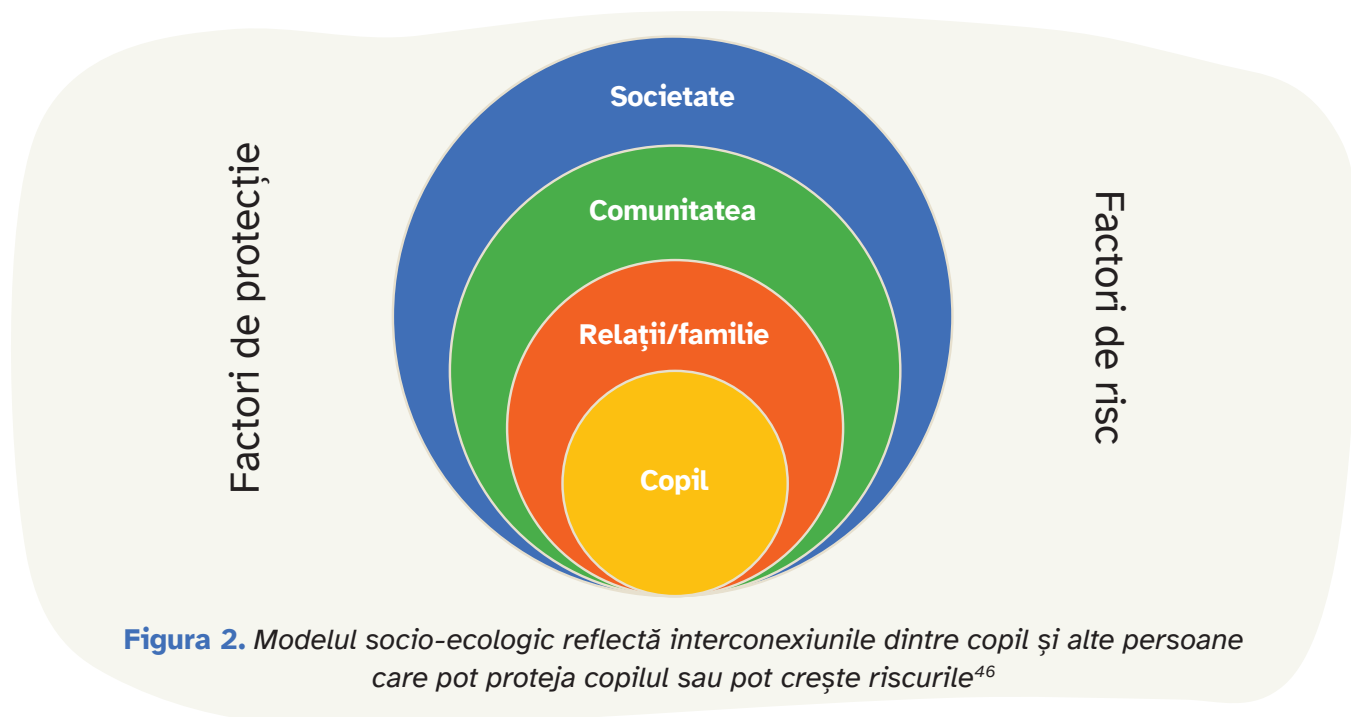 Societate
Comunitatea
Relații/familie
Copil
Factori de protecție
Factori de risc
Figura 2. Modelul socio-ecologic reflectă interconexiunile dintre copil și alte persoane
care pot proteja copilul sau pot crește riscurile⁴⁶